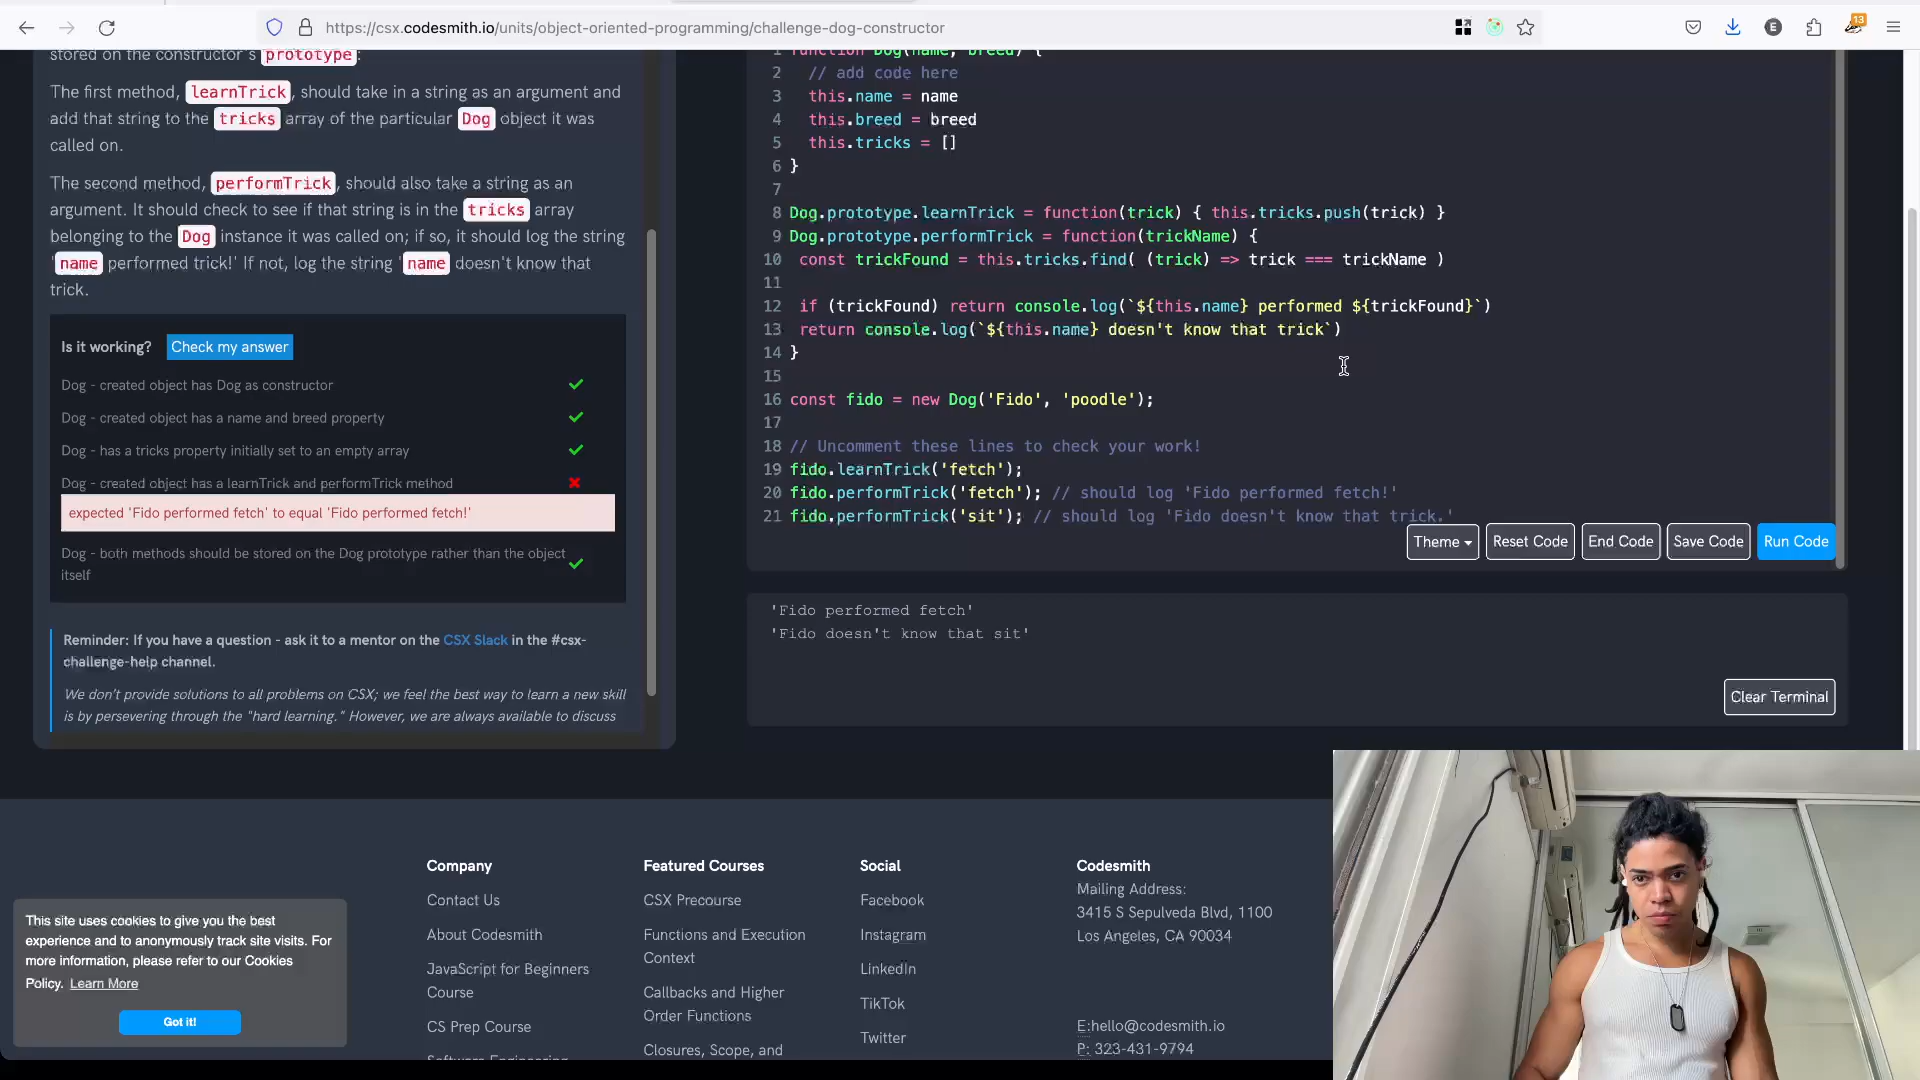 https://csx.codesmith.io/units/object-oriented-programming/challenge-dog-constructor
E
13
stored on the constructor's prototype:
The first method, learnTrick, should take in a string as an argument and
add that string to the tricks array of the particular Dog object it was
called on.
The second method, performTrick, should also take a string as an
argument. It should check to see if that string is in the tricks array
belonging to the Dog instance it was called on; if so, it should log the string
'name performed trick!' If not, log the string 'name doesn't know that
trick.
Is it working? Check my answer
Dog - created object has Dog as constructor
Dog - created object has a name and breed property
Dog - has a tricks property initially set to an empty array
Dog - created object has a learnTrick and performTrick method
expected 'Fido performed fetch' to equal 'Fido performed fetch!'
Dog - both methods should be stored on the Dog prototype rather than the object
itself
Reminder: If you have a question - ask it to a mentor on the CSX Slack in the #csx-
challenge-help channel.
We don't provide solutions to all problems on CSX; we feel the best way to learn a new skill
is by persevering through the "hard learning." However, we are always available to discuss
1 function Dog(name, breed) {
2 // add code here
3 this.name = name
4 this.breed = breed
5 this.tricks = []
6 }
7
8 Dog.prototype.learnTrick = function(trick) { this.tricks.push(trick) }
9 Dog.prototype.performTrick = function(trickName) {
10 const trickFound = this.tricks.find( (trick) => trick === trickName )
11
12 if (trickFound) return console.log(`${this.name} performed ${trickFound}`)
13 return console.log(`${this.name} doesn't know that trick`)
14 }
15
16 const fido = new Dog('Fido', 'poodle');
17
18 // Uncomment these lines to check your work!
19 fido.learnTrick('fetch');
20 fido.performTrick('fetch'); // should log 'Fido performed fetch!'
21 fido.performTrick('sit'); // should log 'Fido doesn't know that trick.'
Theme Reset Code End Code Save Code Run Code
'Fido performed fetch'
'Fido doesn't know that sit'
Clear Terminal
Company
Contact Us
About Codesmith
JavaScript for Beginners
Course
CS Prep Course
Software Engineering
Featured Courses
CSX Precourse
Functions and Execution
Context
Callbacks and Higher
Order Functions
Closures, Scope, and
Social
Facebook
Instagram
LinkedIn
TikTok
Twitter
Codesmith
Mailing Address:
3415 S Sepulveda Blvd, 1100
Los Angeles, CA 90034
E:hello@codesmith.io
P: 323-431-9794
This site uses cookies to give you the best
experience and to anonymously track site visits. For
more information, please refer to our Cookies
Policy. Learn More
Got it!